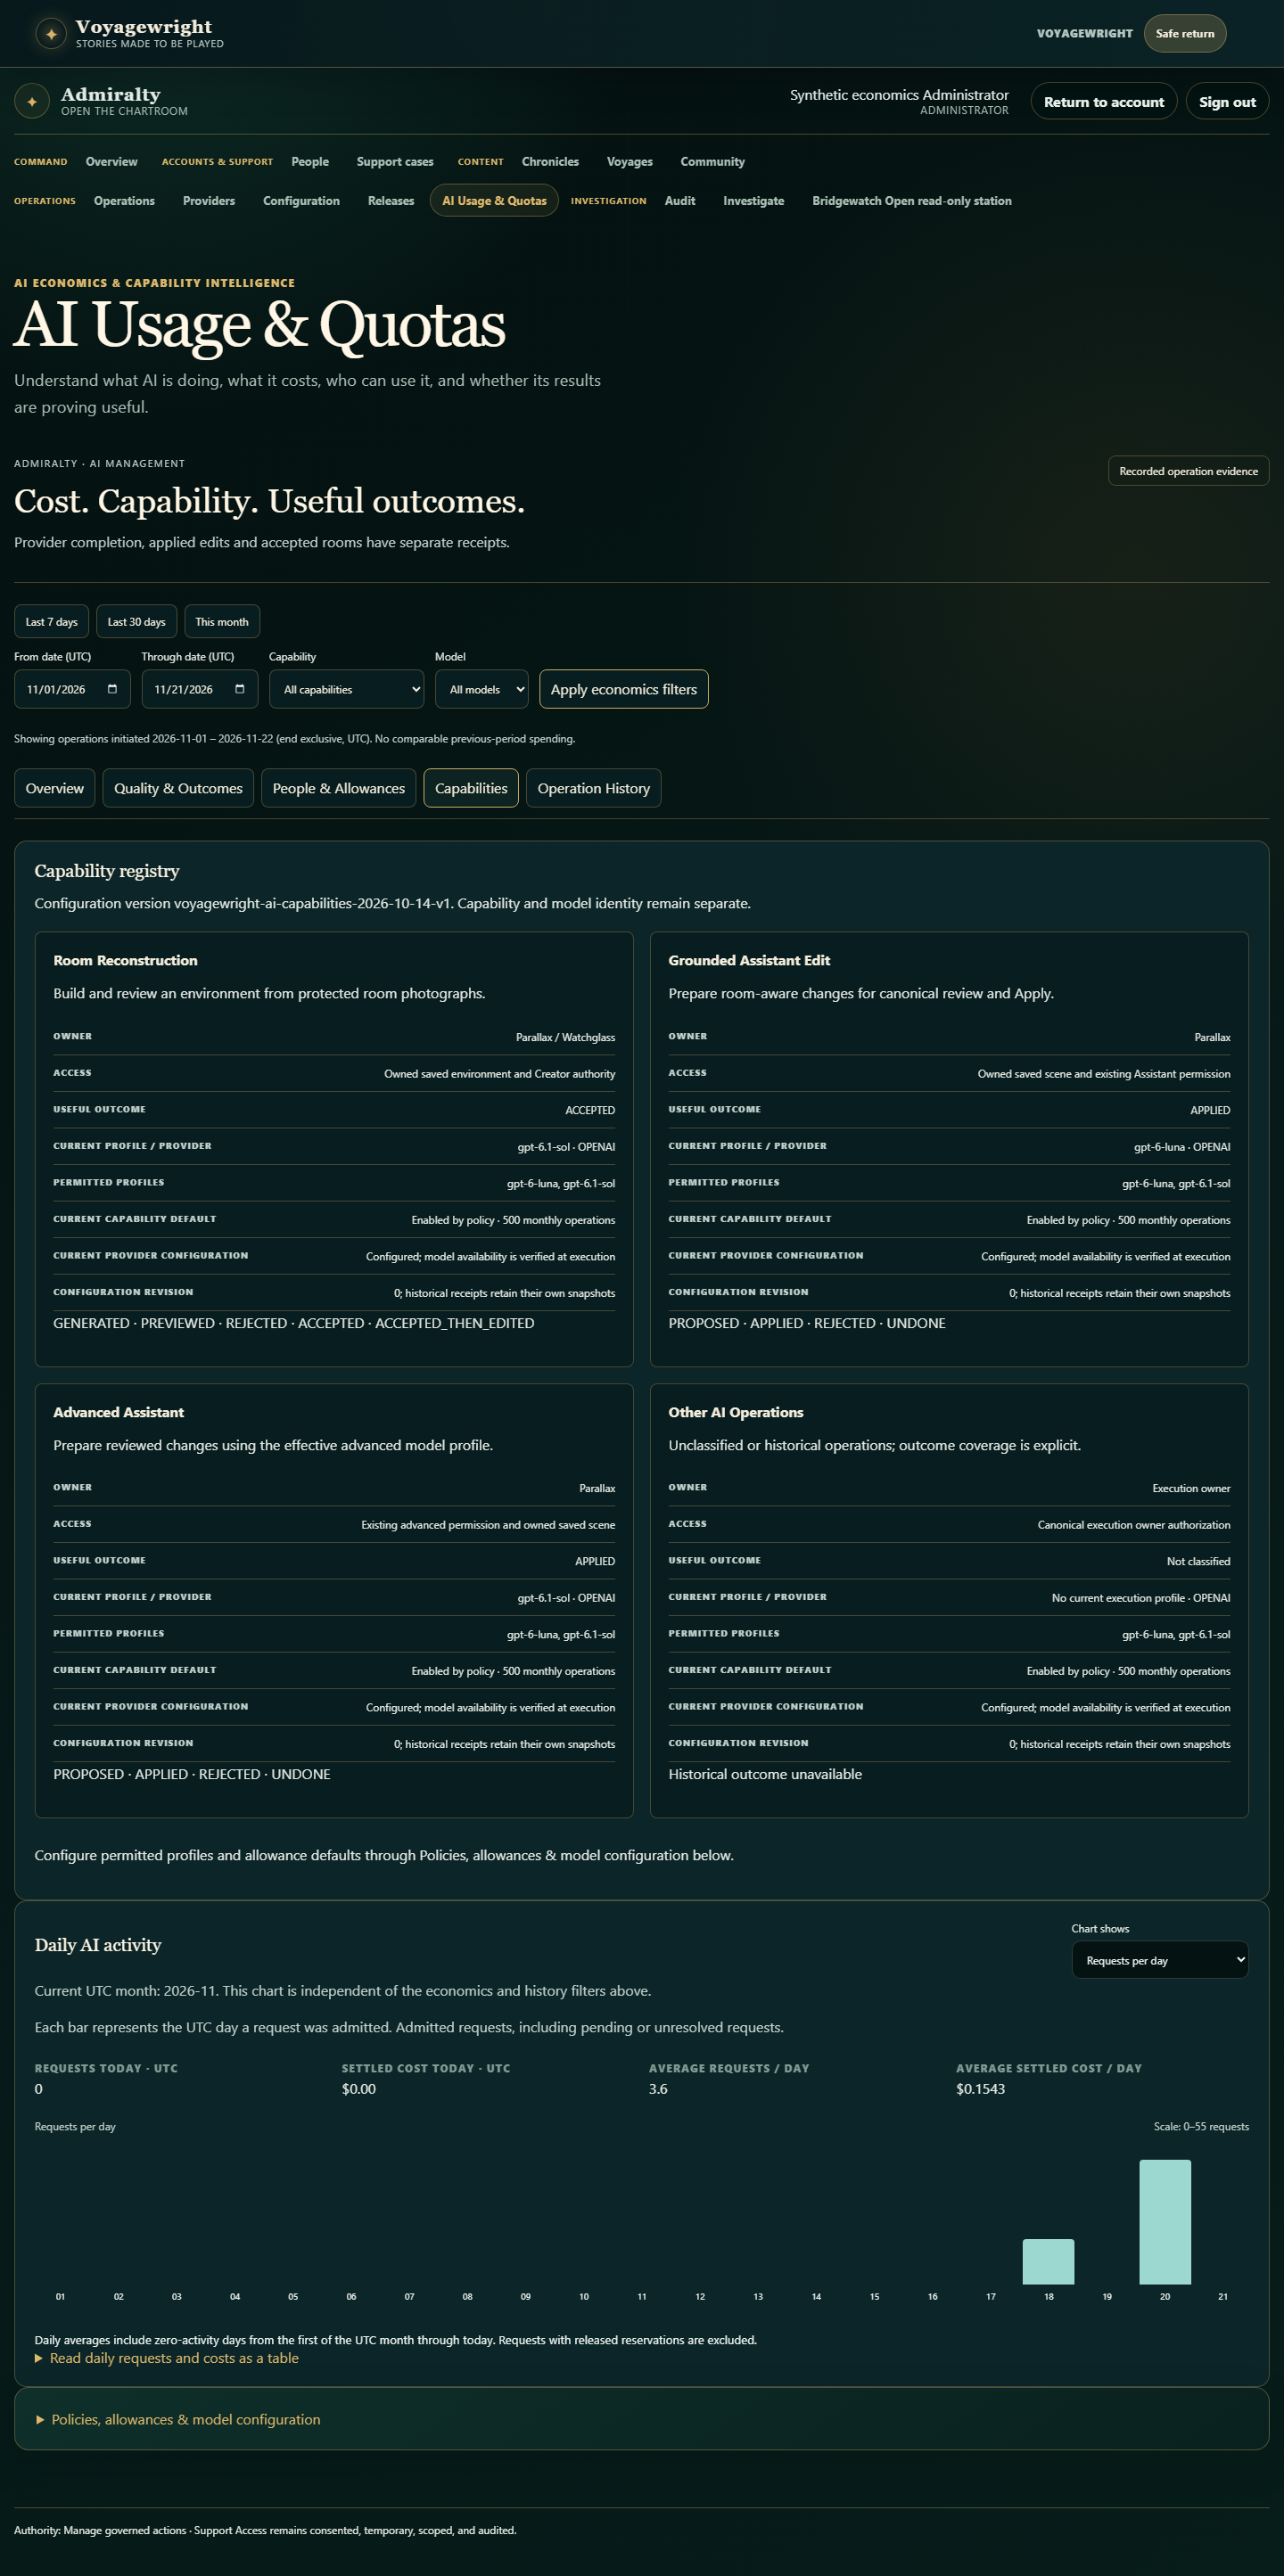 Voyagewright
STORIES MADE TO BE PLAYED
VOYAGEWRIGHT
Safe return
Admiralty
OPEN THE CHARTROOM
Synthetic economics Administrator
ADMINISTRATOR
Return to account
Sign out
COMMAND Overview ACCOUNTS & SUPPORT People Support cases CONTENT Chronicles Voyages Community
OPERATIONS Operations Providers Configuration Releases AI Usage & Quotas INVESTIGATION Audit Investigate Bridgewatch Open read-only station
AI ECONOMICS & CAPABILITY INTELLIGENCE
AI Usage & Quotas
Understand what AI is doing, what it costs, who can use it, and whether its results
are proving useful.
ADMIRALTY · AI MANAGEMENT
Recorded operation evidence
Cost. Capability. Useful outcomes.
Provider completion, applied edits and accepted rooms have separate receipts.
Last 7 days Last 30 days This month
From date (UTC) Through date (UTC) Capability Model
11/01/2026 11/21/2026 All capabilities All models Apply economics filters
Showing operations initiated 2026-11-01 – 2026-11-22 (end exclusive, UTC). No comparable previous-period spending.
Overview Quality & Outcomes People & Allowances Capabilities Operation History
Capability registry
Configuration version voyagewright-ai-capabilities-2026-10-14-v1. Capability and model identity remain separate.
Room Reconstruction
Build and review an environment from protected room photographs.
OWNER Parallax / Watchglass
ACCESS Owned saved environment and Creator authority
USEFUL OUTCOME ACCEPTED
CURRENT PROFILE / PROVIDER gpt-6.1-sol · OPENAI
PERMITTED PROFILES gpt-6-luna, gpt-6.1-sol
CURRENT CAPABILITY DEFAULT Enabled by policy · 500 monthly operations
CURRENT PROVIDER CONFIGURATION Configured; model availability is verified at execution
CONFIGURATION REVISION 0; historical receipts retain their own snapshots
GENERATED · PREVIEWED · REJECTED · ACCEPTED · ACCEPTED_THEN_EDITED
Grounded Assistant Edit
Prepare room-aware changes for canonical review and Apply.
OWNER Parallax
ACCESS Owned saved scene and existing Assistant permission
USEFUL OUTCOME APPLIED
CURRENT PROFILE / PROVIDER gpt-6-luna · OPENAI
PERMITTED PROFILES gpt-6-luna, gpt-6.1-sol
CURRENT CAPABILITY DEFAULT Enabled by policy · 500 monthly operations
CURRENT PROVIDER CONFIGURATION Configured; model availability is verified at execution
CONFIGURATION REVISION 0; historical receipts retain their own snapshots
PROPOSED · APPLIED · REJECTED · UNDONE
Advanced Assistant
Prepare reviewed changes using the effective advanced model profile.
OWNER Parallax
ACCESS Existing advanced permission and owned saved scene
USEFUL OUTCOME APPLIED
CURRENT PROFILE / PROVIDER gpt-6.1-sol · OPENAI
PERMITTED PROFILES gpt-6-luna, gpt-6.1-sol
CURRENT CAPABILITY DEFAULT Enabled by policy · 500 monthly operations
CURRENT PROVIDER CONFIGURATION Configured; model availability is verified at execution
CONFIGURATION REVISION 0; historical receipts retain their own snapshots
PROPOSED · APPLIED · REJECTED · UNDONE
Other AI Operations
Unclassified or historical operations; outcome coverage is explicit.
OWNER Execution owner
ACCESS Canonical execution owner authorization
USEFUL OUTCOME Not classified
CURRENT PROFILE / PROVIDER No current execution profile · OPENAI
PERMITTED PROFILES gpt-6-luna, gpt-6.1-sol
CURRENT CAPABILITY DEFAULT Enabled by policy · 500 monthly operations
CURRENT PROVIDER CONFIGURATION Configured; model availability is verified at execution
CONFIGURATION REVISION 0; historical receipts retain their own snapshots
Historical outcome unavailable
Configure permitted profiles and allowance defaults through Policies, allowances & model configuration below.
Daily AI activity
Chart shows
Requests per day
Current UTC month: 2026-11. This chart is independent of the economics and history filters above.
Each bar represents the UTC day a request was admitted. Admitted requests, including pending or unresolved requests.
REQUESTS TODAY · UTC SETTLED COST TODAY · UTC AVERAGE REQUESTS / DAY AVERAGE SETTLED COST / DAY
0 $0.00 3.6 $0.1543
Requests per day Scale: 0–55 requests
01 02 03 04 05 06 07 08 09 10 11 12 13 14 15 16 17 18 19 20 21
Daily averages include zero-activity days from the first of the UTC month through today. Requests with released reservations are excluded.
Read daily requests and costs as a table
Policies, allowances & model configuration
Authority: Manage governed actions · Support Access remains consented, temporary, scoped, and audited.